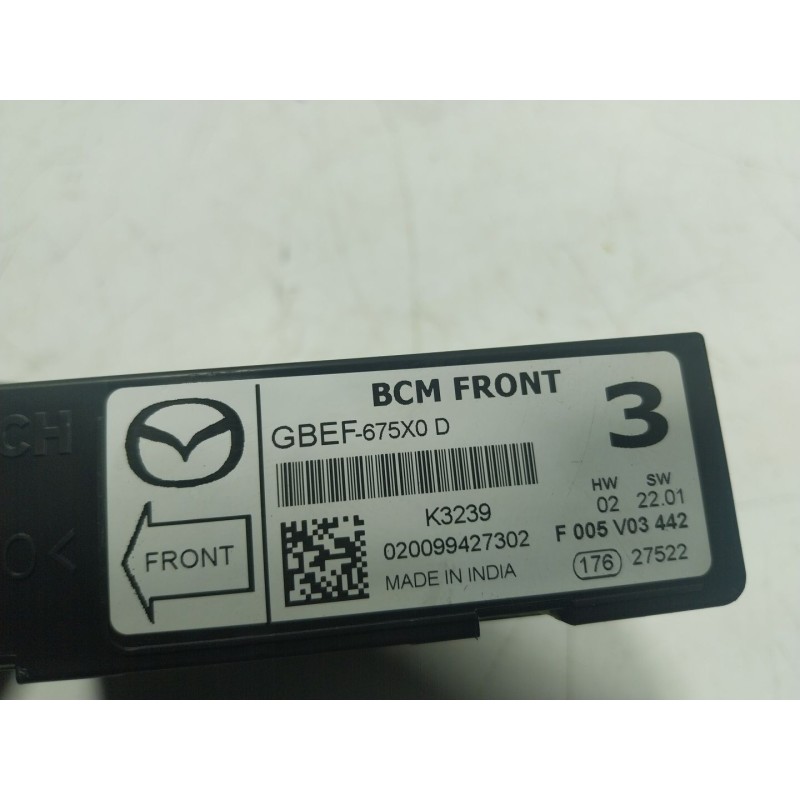 CH
O<
FRONT
BCM FRONT
GBEF-675X0 D
3
HW SW
02 22.01
K3239
F 005 V03 442
020099427302
176 27522
MADE IN INDIA